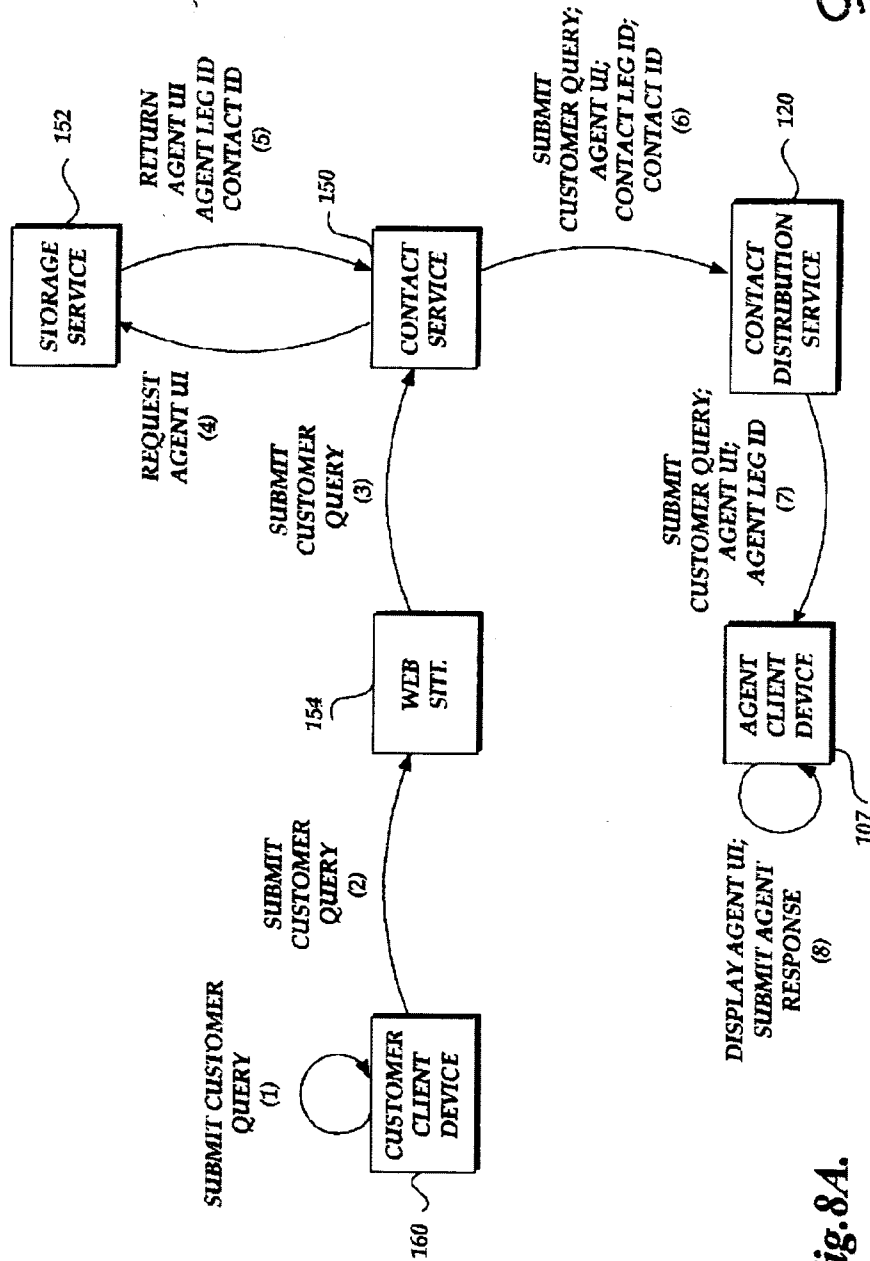 SUBMIT CUSTOMER
QUERY
(1)
CUSTOMER
CLIENT
DEVICE
160
SUBMIT
CUSTOMER
QUERY
(2)
WEB
SITE
154
SUBMIT
CUSTOMER
QUERY
(3)
CONTACT
SERVICE
150
REQUEST
AGENT UI
(4)
STORAGE
SERVICE
152
RETURN
AGENT UI
AGENT LEG ID
CONTACT ID
(5)
SUBMIT
CUSTOMER QUERY;
AGENT UI;
CONTACT LEG ID;
CONTACT ID
(6)
CONTACT
DISTRIBUTION
SERVICE
120
SUBMIT
CUSTOMER QUERY;
AGENT UI;
AGENT LEG ID
(7)
AGENT
CLIENT
DEVICE
107
DISPLAY AGENT UI;
SUBMIT AGENT
RESPONSE
(8)
ig.8A.